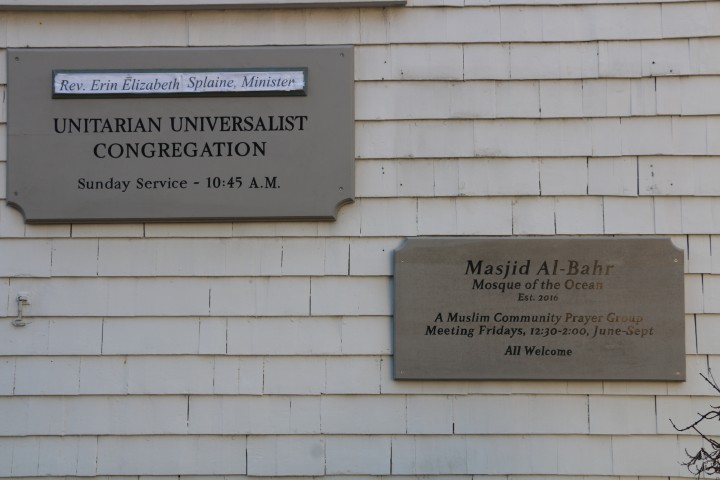 Rev. Erin Elizabeth Splaine, Minister
UNITARIAN UNIVERSALIST
CONGREGATION
Sunday Service - 10:45 A.M.
Masjid Al-Bahr
Mosque of the Ocean
Est. 2016
A Muslim Community Prayer Group
Meeting Fridays, 12:30-2:00, June-Sept
All Welcome